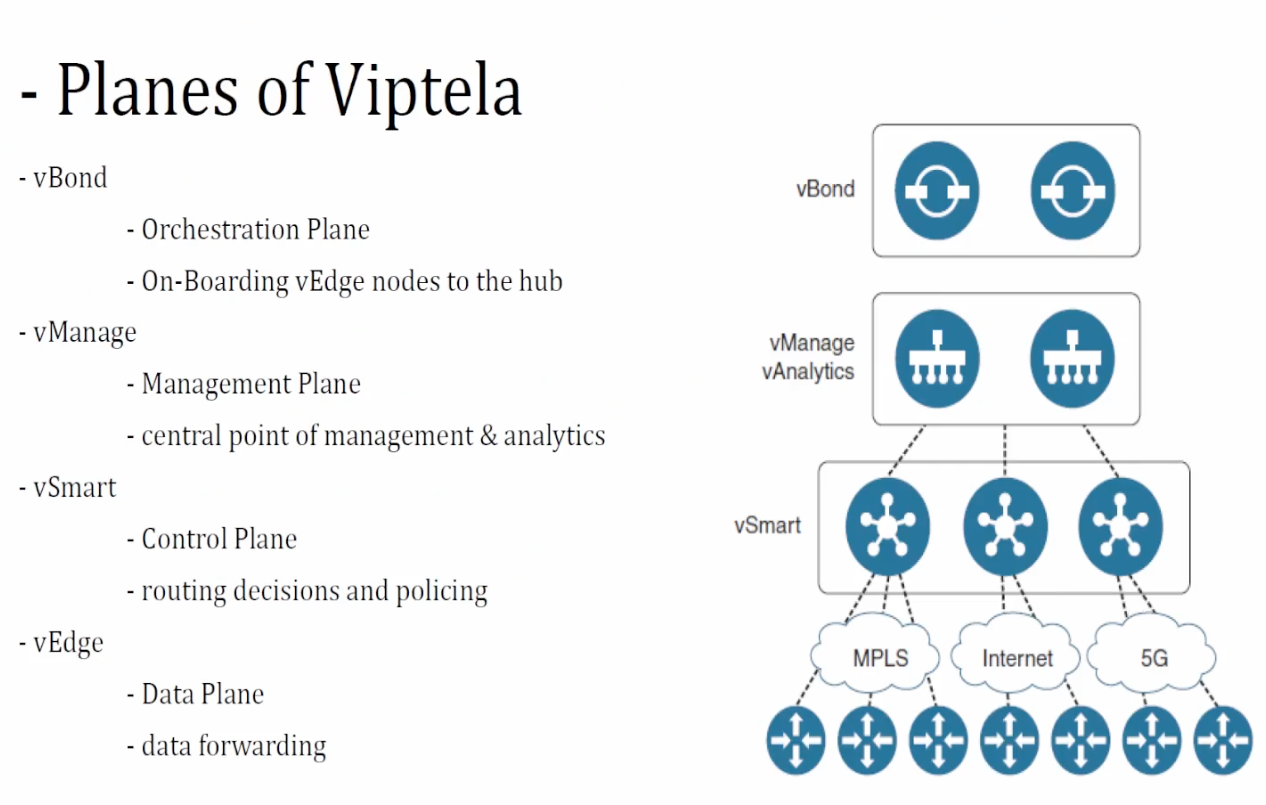 - Planes of Viptela
- vBond
- Orchestration Plane
- On-Boarding vEdge nodes to the hub
- vManage
- Management Plane
- central point of management & analytics
- vSmart
- Control Plane
- routing decisions and policing
- vEdge
- Data Plane
- data forwarding
vBond
vManage
vAnalytics
vSmart
MPLS
Internet
5G